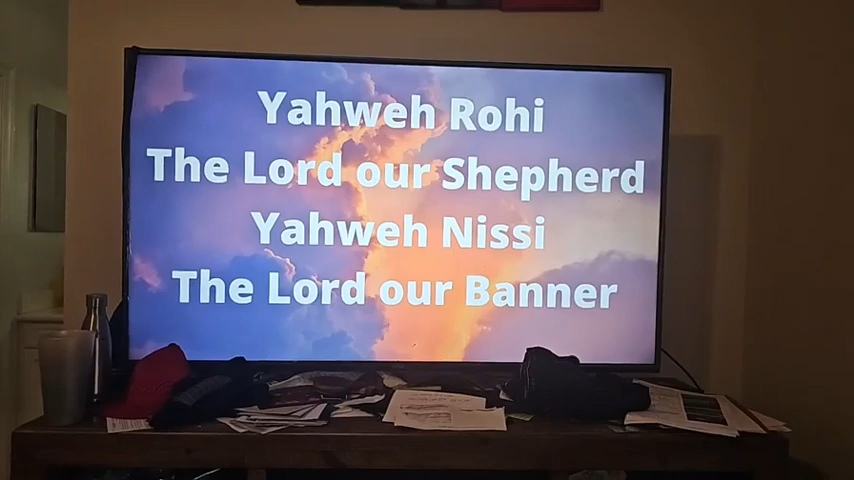 Yahweh Rohi
The Lord our Shepherd
Yahweh Nissi
The Lord our Banner